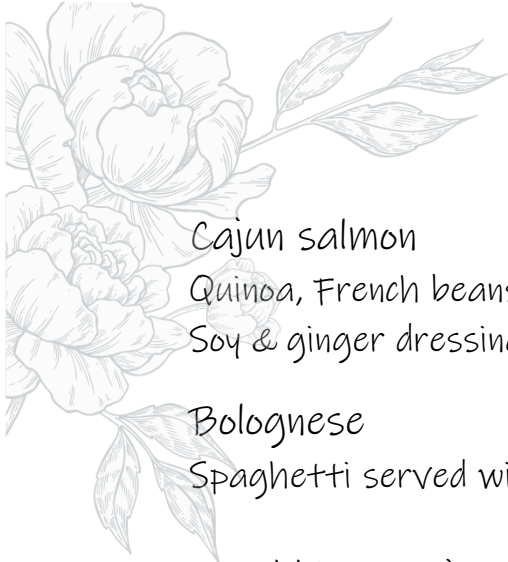 Cajun salmon
Quinoa, French beans
Soy & ginger dressing
Bolognese
Spaghetti served